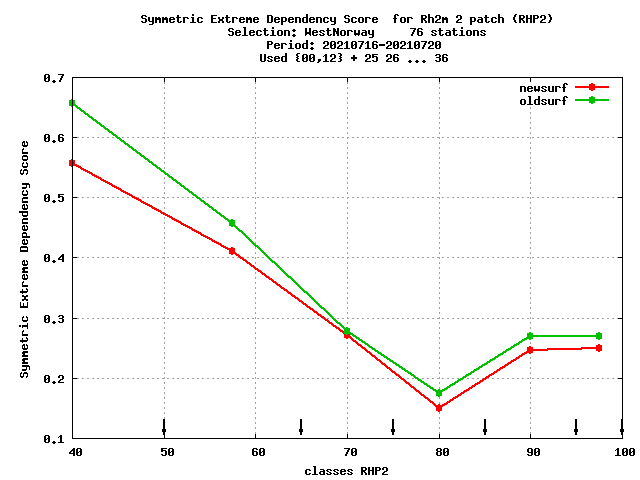 Symmetric Extreme Dependency Score  for Rh2m 2 patch (RHP2)
Selection: WestNorway     76 stations
Period: 20210716-20210720
Used {00,12} + 25 26 ... 36
newsurf
oldsurf
0.7
0.6
0.5
0.4
0.3
0.2
0.1
Symmetric Extreme Dependency Score
40 50 60 70 80 90 100
classes RHP2